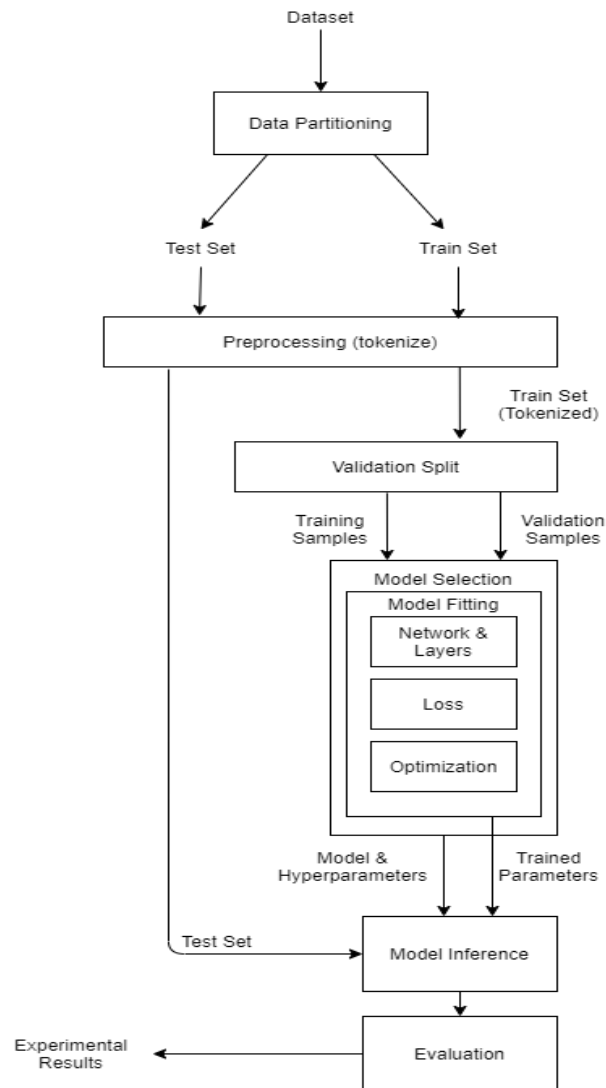 Dataset
Data Partitioning
Test Set
Train Set
Preprocessing (tokenize)
Train Set
(Tokenized)
Validation Split
Training
Samples
Validation
Samples
Model Selection
Model Fitting
Network &
Layers
Loss
Optimization
Model &
Hyperparameters
Trained
Parameters
Test Set
Model Inference
Experimental
Results
Evaluation